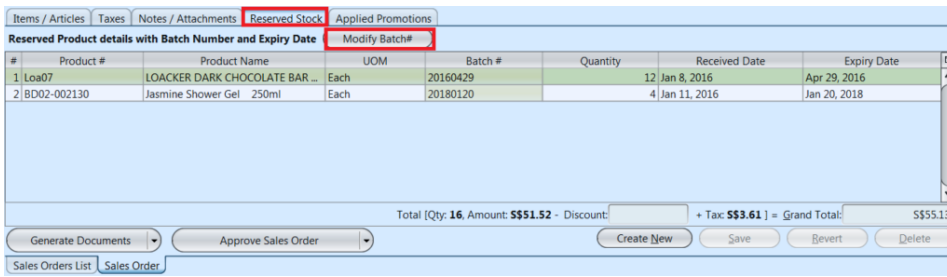 Items / Articles Taxes Notes / Attachments Reserved Stock Applied Promotions
Reserved Product details with Batch Number and Expiry Date Modify Batch#
# Product # Product Name UOM Batch # Quantity Received Date Expiry Date
1 Loa07 LOACKER DARK CHOCOLATE BAR ... Each 20160429 12 Jan 8, 2016 Apr 29, 2016
2 BD02-002130 Jasmine Shower Gel 250ml Each 20180120 4 Jan 11, 2016 Jan 20, 2018
Total [Qty: 16, Amount: S$51.52 - Discount: + Tax: S$3.61 ] = Grand Total: S$55.13
Generate Documents Approve Sales Order Create New Save Revert Delete
Sales Orders List Sales Order